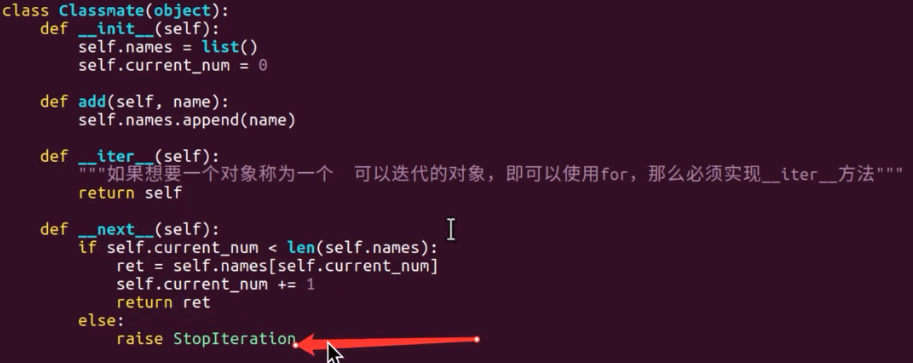 class Classmate(object):
    def __init__(self):
        self.names = list()
        self.current_num = 0
    def add(self, name):
        self.names.append(name)
    def __iter__(self):
        """如果想要一个对象称为一个  可以迭代的对象，即可以使用for，那么必须实现__iter__方法"""
        return self
    def __next__(self):
        if self.current_num < len(self.names):
            ret = self.names[self.current_num]
            self.current_num += 1
            return ret
        else:
            raise StopIteration